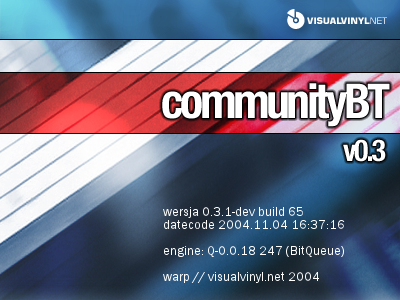 VISUALVINYL.NET
communityBT
v0.3
wersja 0.3.1-dev build 65
datecode 2004.11.04 16:37:16
engine: Q-0.0.18 247 (BitQueue)
warp // visualvinyl.net 2004